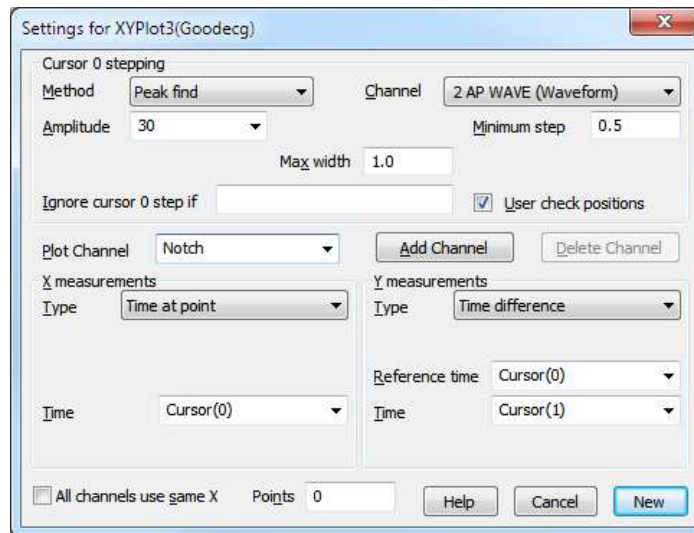 Settings for XYPlot3(Goodecg)
Cursor 0 stepping
Method Peak find Channel 2 AP WAVE (Waveform)
Amplitude 30 Minimum step 0.5
Max width 1.0
Ignore cursor 0 step if User check positions
Plot Channel Notch Add Channel Delete Channel
X measurements Y measurements
Type Time at point Type Time difference
Reference time Cursor(0)
Time Cursor(0) Time Cursor(1)
All channels use same X Points 0 Help Cancel New